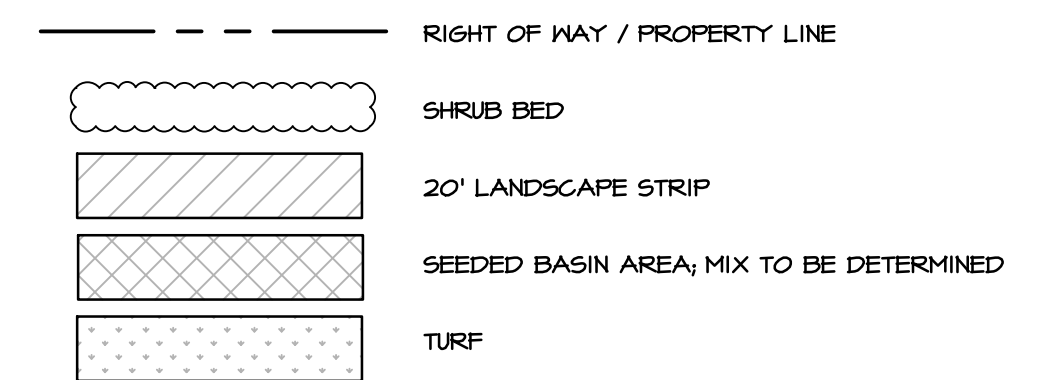 RIGHT OF WAY / PROPERTY LINE
SHRUB BED
20' LANDSCAPE STRIP
SEEDED BASIN AREA; MIX TO BE DETERMINED
TURF